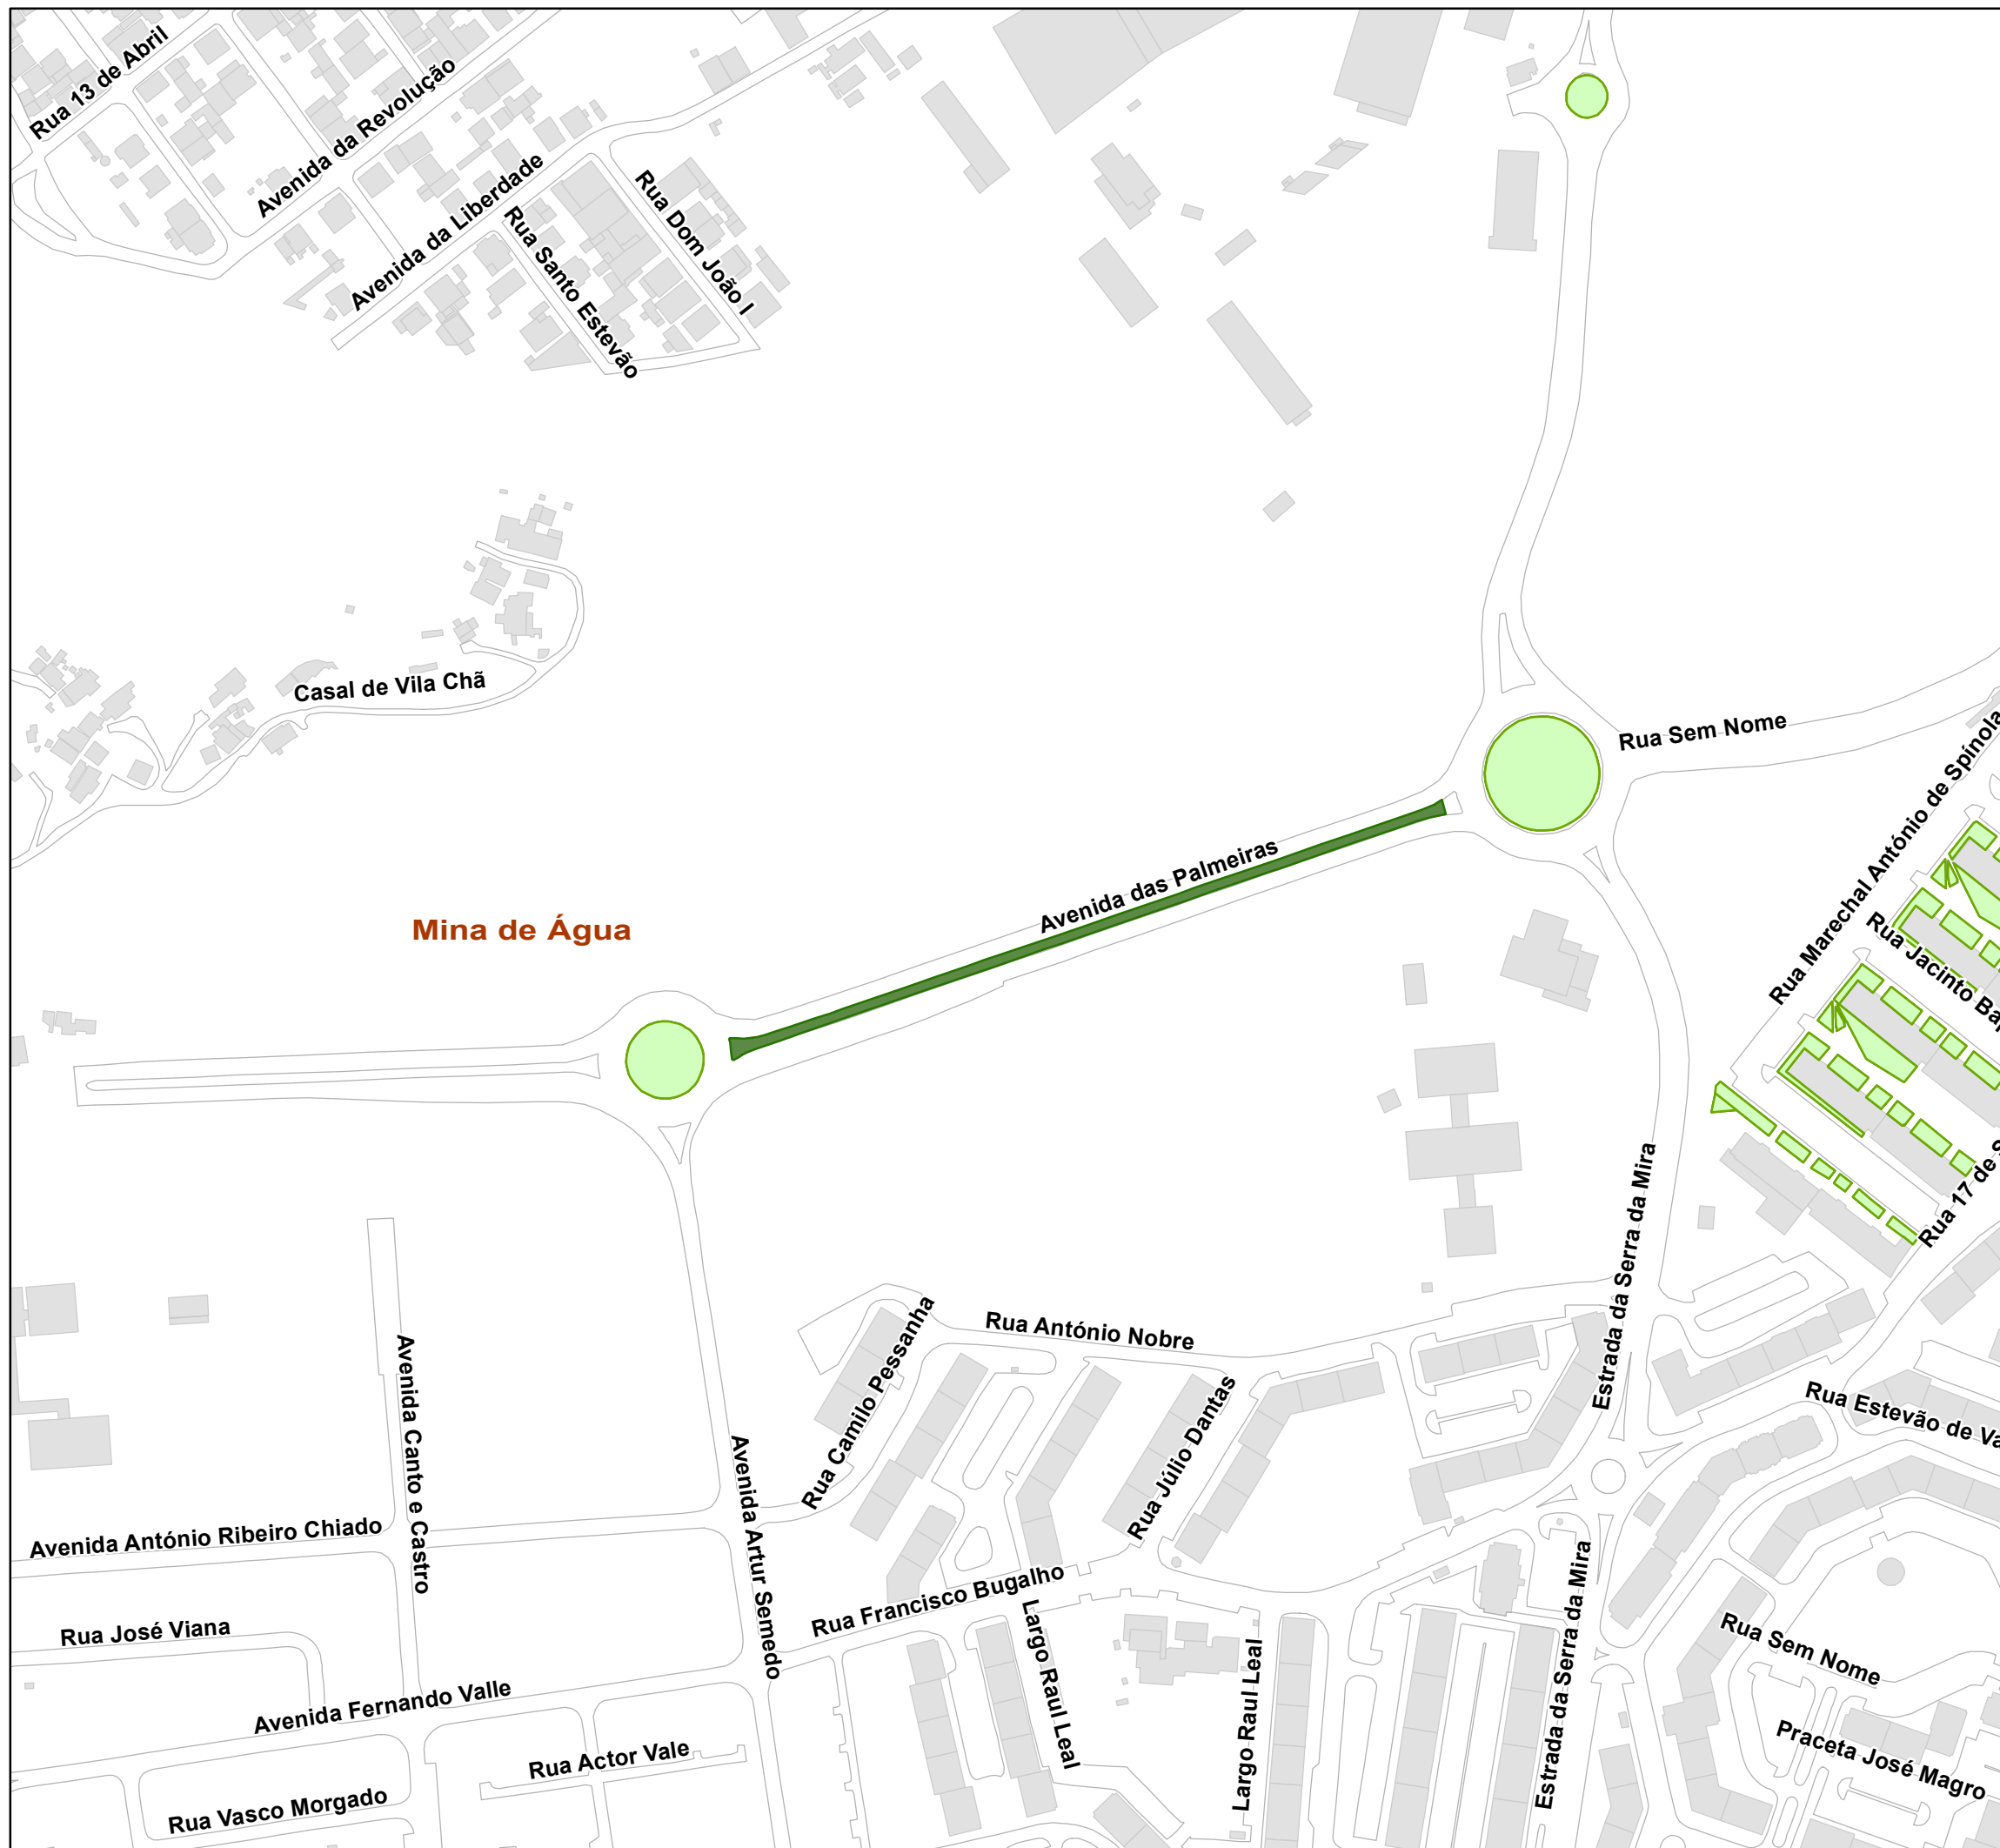 Rua 13 de Abril
Avenida da Revolução
Avenida da Liberdade
Rua Santo Estevão
Rua Dom João I
Casal de Vila Chã
Rua Sem Nome
Rua Marechal António de Spínola
Avenida das Palmeiras
Rua Jacinto Bap
Mina de Água
Estrada da Serra da Mira
Rua 17 de S
Rua António Nobre
Rua Camilo Pessanha
Rua Júlio Dantas
Avenida Canto e Castro
Rua Estevão de Va
Avenida Artur Semedo
Avenida António Ribeiro Chiado
Rua Francisco Bugalho
Estrada da Serra da Mira
Rua José Viana
Largo Raul Leal
Largo Raul Leal
Rua Sem Nome
Avenida Fernando Valle
Rua Actor Vale
Praceta José Magro
Rua Vasco Morgado